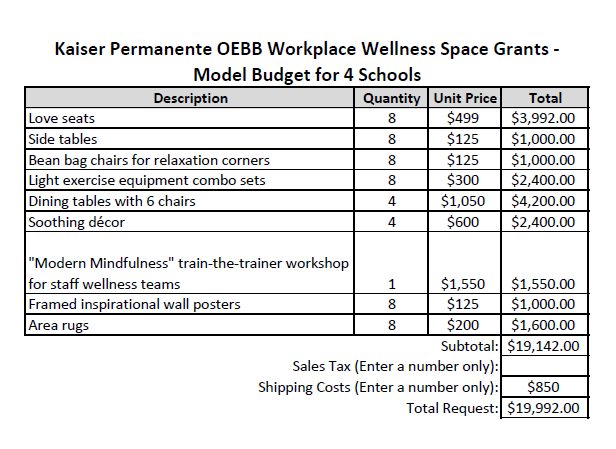 Kaiser Permanente OEBB Workplace Wellness Space Grants -
Model Budget for 4 Schools
Description Quantity Unit Price Total
Love seats 8 $499 $3,992.00
Side tables 8 $125 $1,000.00
Bean bag chairs for relaxation corners 8 $125 $1,000.00
Light exercise equipment combo sets 8 $300 $2,400.00
Dining tables with 6 chairs 4 $1,050 $4,200.00
Soothing décor 4 $600 $2,400.00
"Modern Mindfulness" train-the-trainer workshop
for staff wellness teams 1 $1,550 $1,550.00
Framed inspirational wall posters 8 $125 $1,000.00
Area rugs 8 $200 $1,600.00
Subtotal: $19,142.00
Sales Tax (Enter a number only):
Shipping Costs (Enter a number only): $850
Total Request: $19,992.00